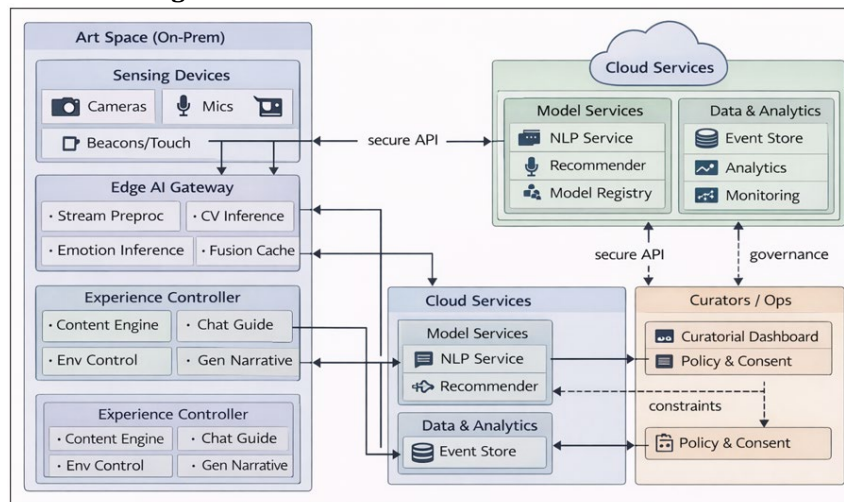 Art Space (On-Prem)
Sensing Devices
Cameras
Mics
Beacons/Touch
Edge AI Gateway
· Stream Preproc
· CV Inference
· Emotion Inference
· Fusion Cache
Experience Controller
· Content Engine
· Chat Guide
· Env Control
· Gen Narrative
Experience Controller
· Content Engine
· Chat Guide
· Env Control
· Gen Narrative
secure API
Cloud Services
Model Services
NLP Service
Recommender
Model Registry
Data & Analytics
Event Store
Analytics
Monitoring
secure API
governance
Cloud Services
Model Services
NLP Service
Recommender
Data & Analytics
Event Store
Curators / Ops
Curatorial Dashboard
Policy & Consent
constraints
Policy & Consent